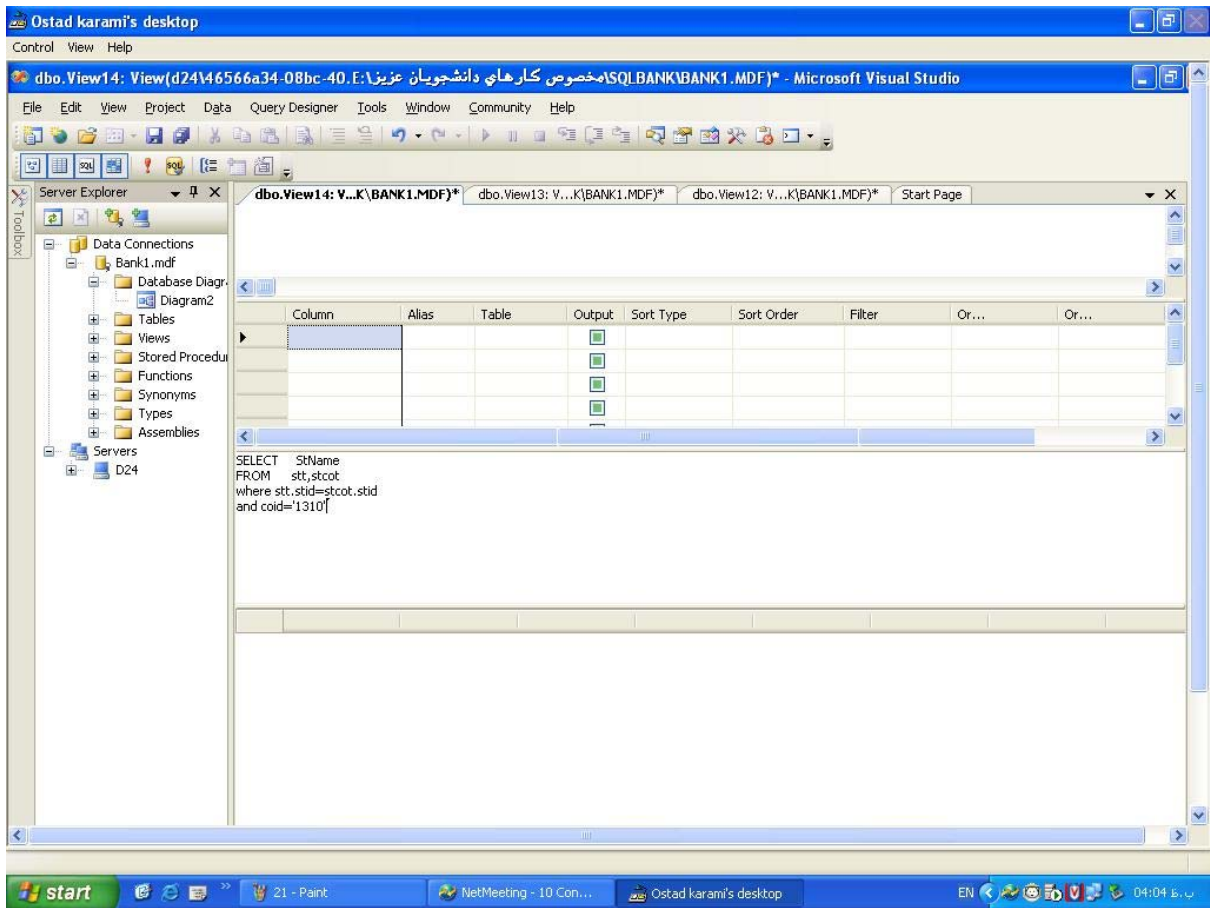 Ostad karami's desktop
Control View Help
dbo.View14: View(d24\46566a34-08bc-40.E:\مخصوص کارهاي دانشجويان عزيز\SQLBANK\BANK1.MDF)* - Microsoft Visual Studio
File Edit View Project Data Query Designer Tools Window Community Help
Server Explorer
dbo.View14: V...K\BANK1.MDF)* dbo.View13: V...K\BANK1.MDF)* dbo.View12: V...K\BANK1.MDF)* Start Page
Toolbox
Data Connections
Bank1.mdf
Database Diagr
Diagram2
Tables
Views
Stored Procedu
Functions
Synonyms
Types
Assemblies
Servers
D24
Column Alias Table Output Sort Type Sort Order Filter Or... Or...
SELECT StName
FROM stt,stcot
where stt.stid=stcot.stid
and coid='1310'
start 21 - Paint NetMeeting - 10 Con... Ostad karami's desktop EN 04:04 ب.ظ